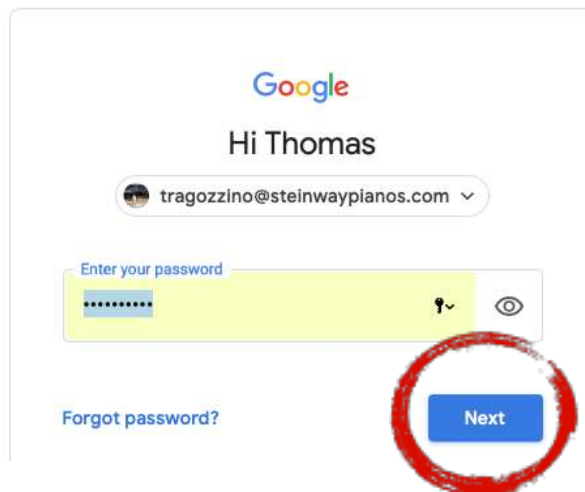 Google
Hi Thomas
tragozzino@steinwaypianos.com
Enter your password
••••••••••
Forgot password?
Next